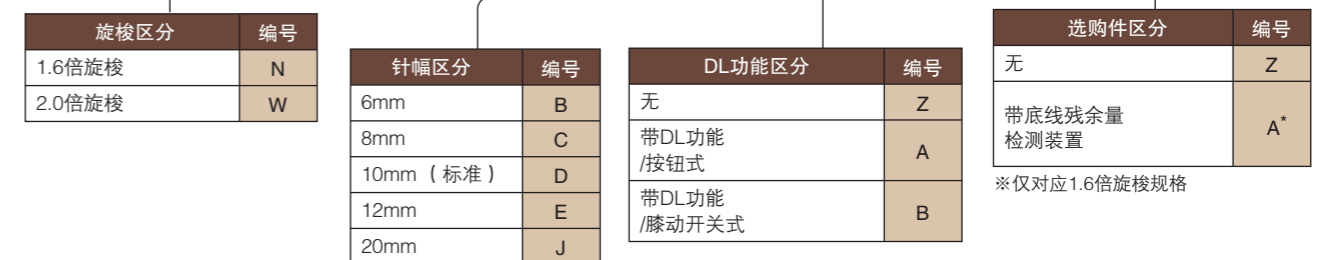 旋梭区分 编号
1.6倍旋梭 N
2.0倍旋梭 W
针幅区分 编号
6mm B
8mm C
10mm（标准） D
12mm E
20mm J
DL功能区分 编号
无 Z
带DL功能
/按钮式 A
带DL功能
/膝动开关式 B
选购件区分 编号
无 Z
带底线残余量
检测装置 A*
※仅对应1.6倍旋梭规格